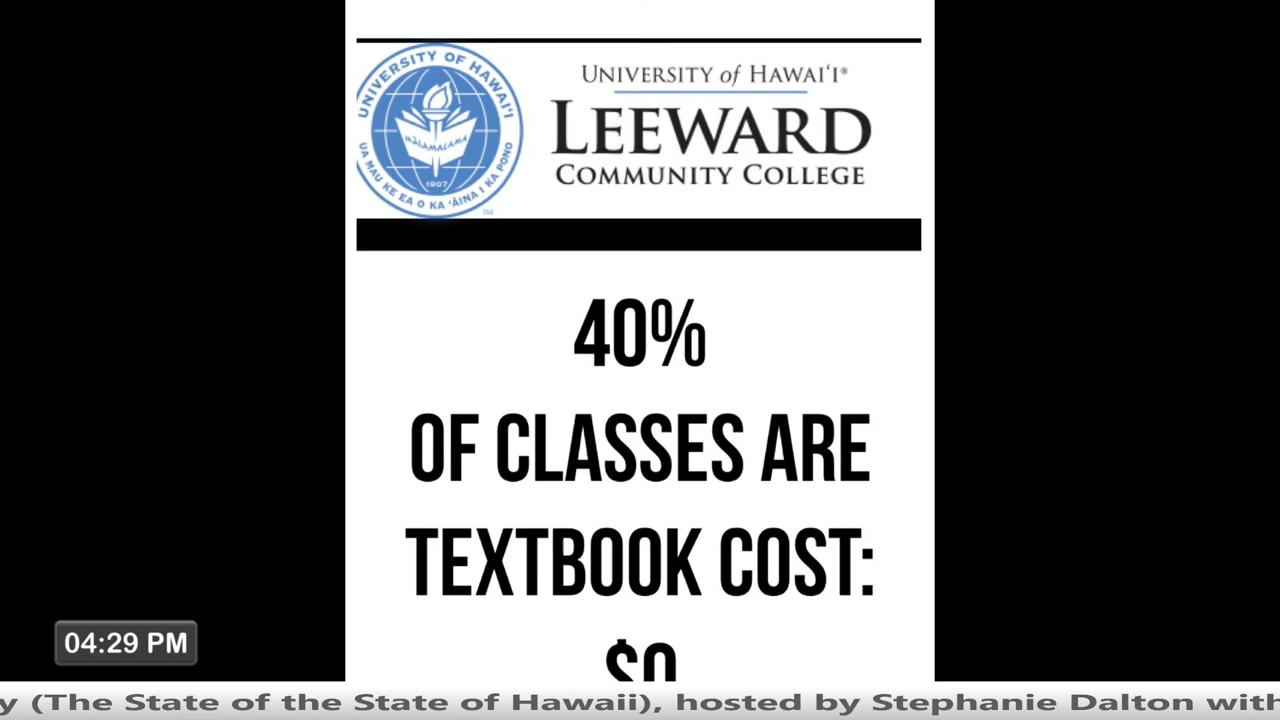 UNIVERSITY OF HAWAI‘I
MĀLAMALAMA
1907
UA MAU KE EA O KA ‘ĀINA I KA PONO
TM
UNIVERSITY of HAWAI‘I®
LEEWARD
COMMUNITY COLLEGE
40%
OF CLASSES ARE
TEXTBOOK COST:
$0
04:29 PM
y (The State of the State of Hawaii), hosted by Stephanie Dalton with